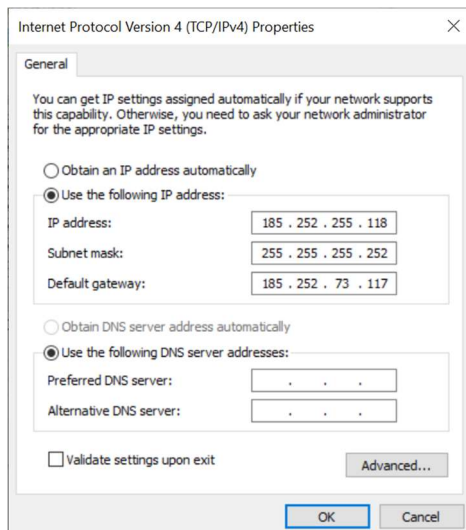 Internet Protocol Version 4 (TCP/IPv4) Properties
General
You can get IP settings assigned automatically if your network supports
this capability. Otherwise, you need to ask your network administrator
for the appropriate IP settings.
Obtain an IP address automatically
Use the following IP address:
IP address: 185 . 252 . 255 . 118
Subnet mask: 255 . 255 . 255 . 252
Default gateway: 185 . 252 . 73 . 117
Obtain DNS server address automatically
Use the following DNS server addresses:
Preferred DNS server: . . .
Alternative DNS server: . . .
Validate settings upon exit
Advanced...
OK Cancel